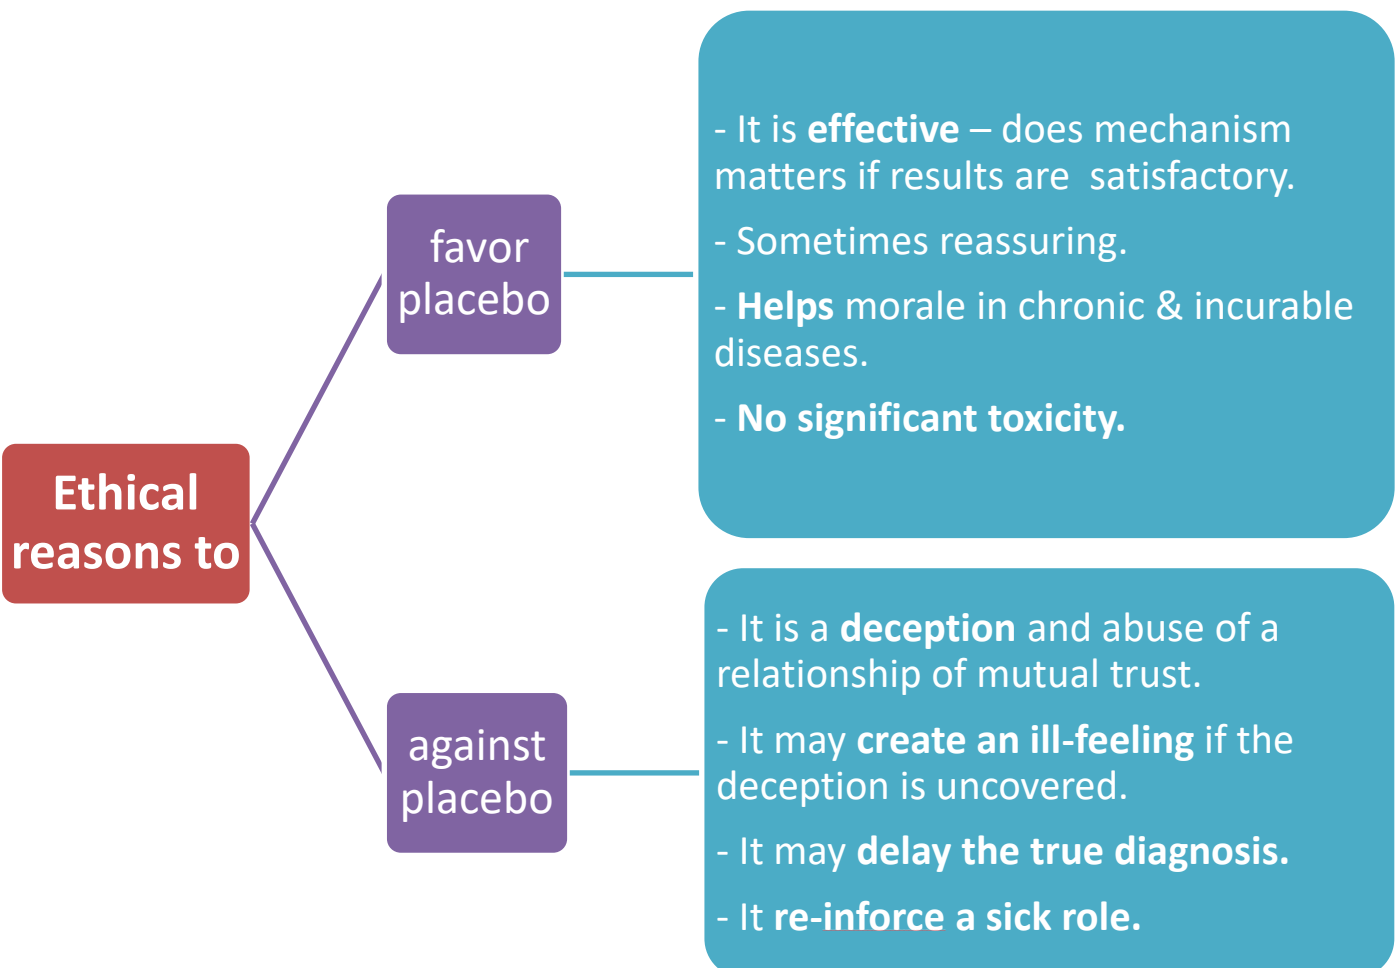 Ethical
reasons to
favor
placebo
- It is effective – does mechanism
matters if results are  satisfactory.
- Sometimes reassuring.
- Helps morale in chronic & incurable
diseases.
- No significant toxicity.
against
placebo
- It is a deception and abuse of a
relationship of mutual trust.
- It may create an ill-feeling if the
deception is uncovered.
- It may delay the true diagnosis.
- It re-inforce a sick role.